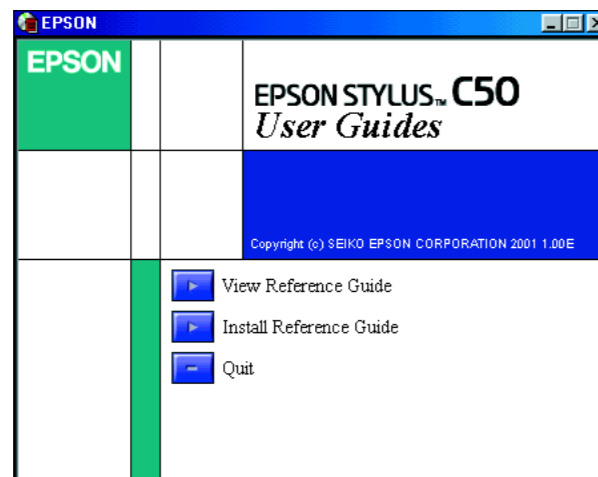 EPSON
EPSON
EPSON STYLUS™ C50
User Guides
Copyright (c) SEIKO EPSON CORPORATION 2001 1.00E
View Reference Guide
Install Reference Guide
Quit